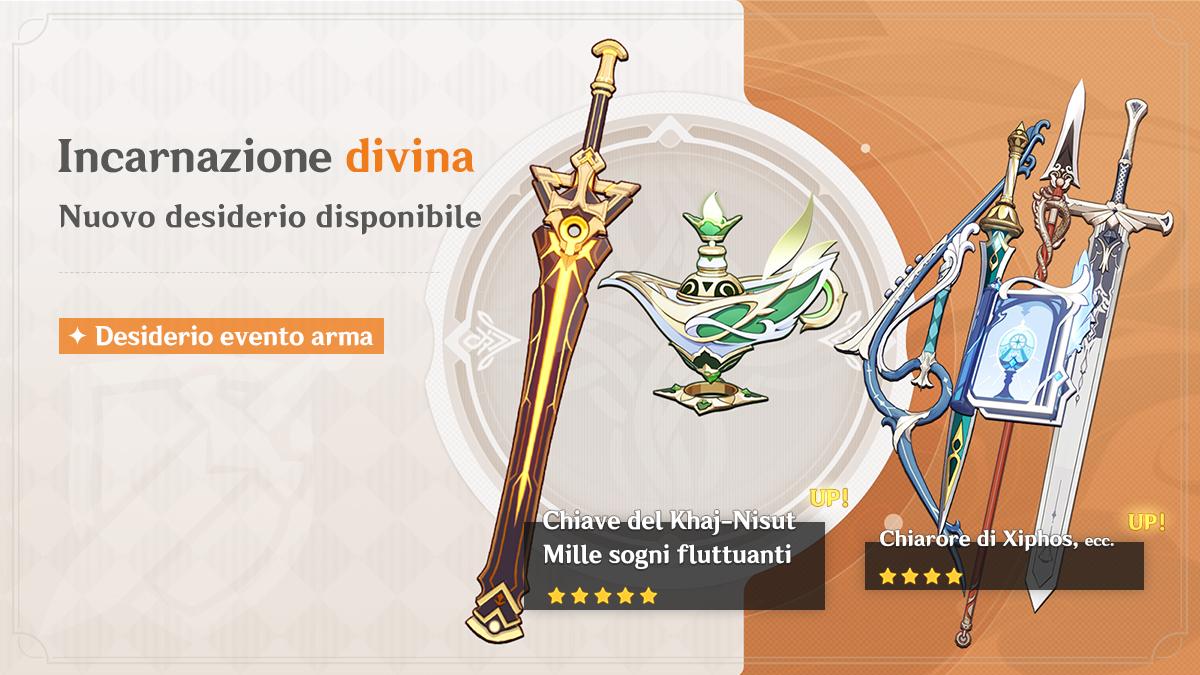 Incarnazione divina
Nuovo desiderio disponibile
✦ Desiderio evento arma
UP!
Chiave del Khaj-Nisut
Mille sogni fluttuanti
UP!
Chiarore di Xiphos, ecc.